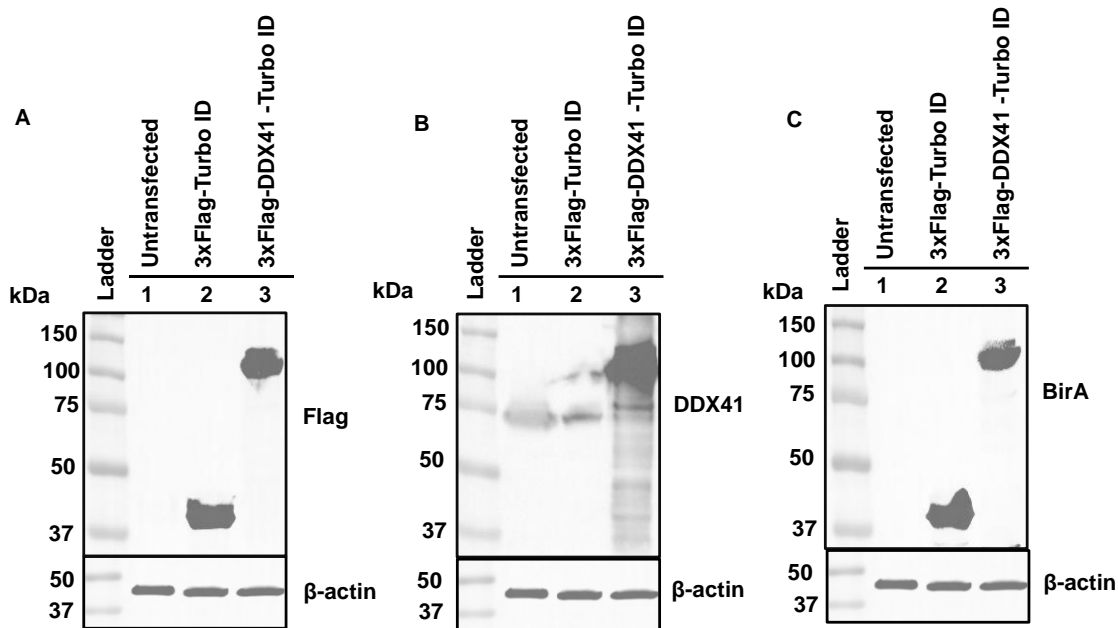 A
Ladder
Untransfected
3xFlag-Turbo ID
3xFlag-DDX41 -Turbo ID
kDa
1 2 3
150
100
75
50
37
Flag
50
37
β-actin
B
Ladder
Untransfected
3xFlag-Turbo ID
3xFlag-DDX41 -Turbo ID
kDa
1 2 3
150
100
75
50
37
DDX41
50
37
β-actin
C
Ladder
Untransfected
3xFlag-Turbo ID
3xFlag-DDX41 -Turbo ID
kDa
1 2 3
150
100
75
50
37
BirA
50
37
β-actin